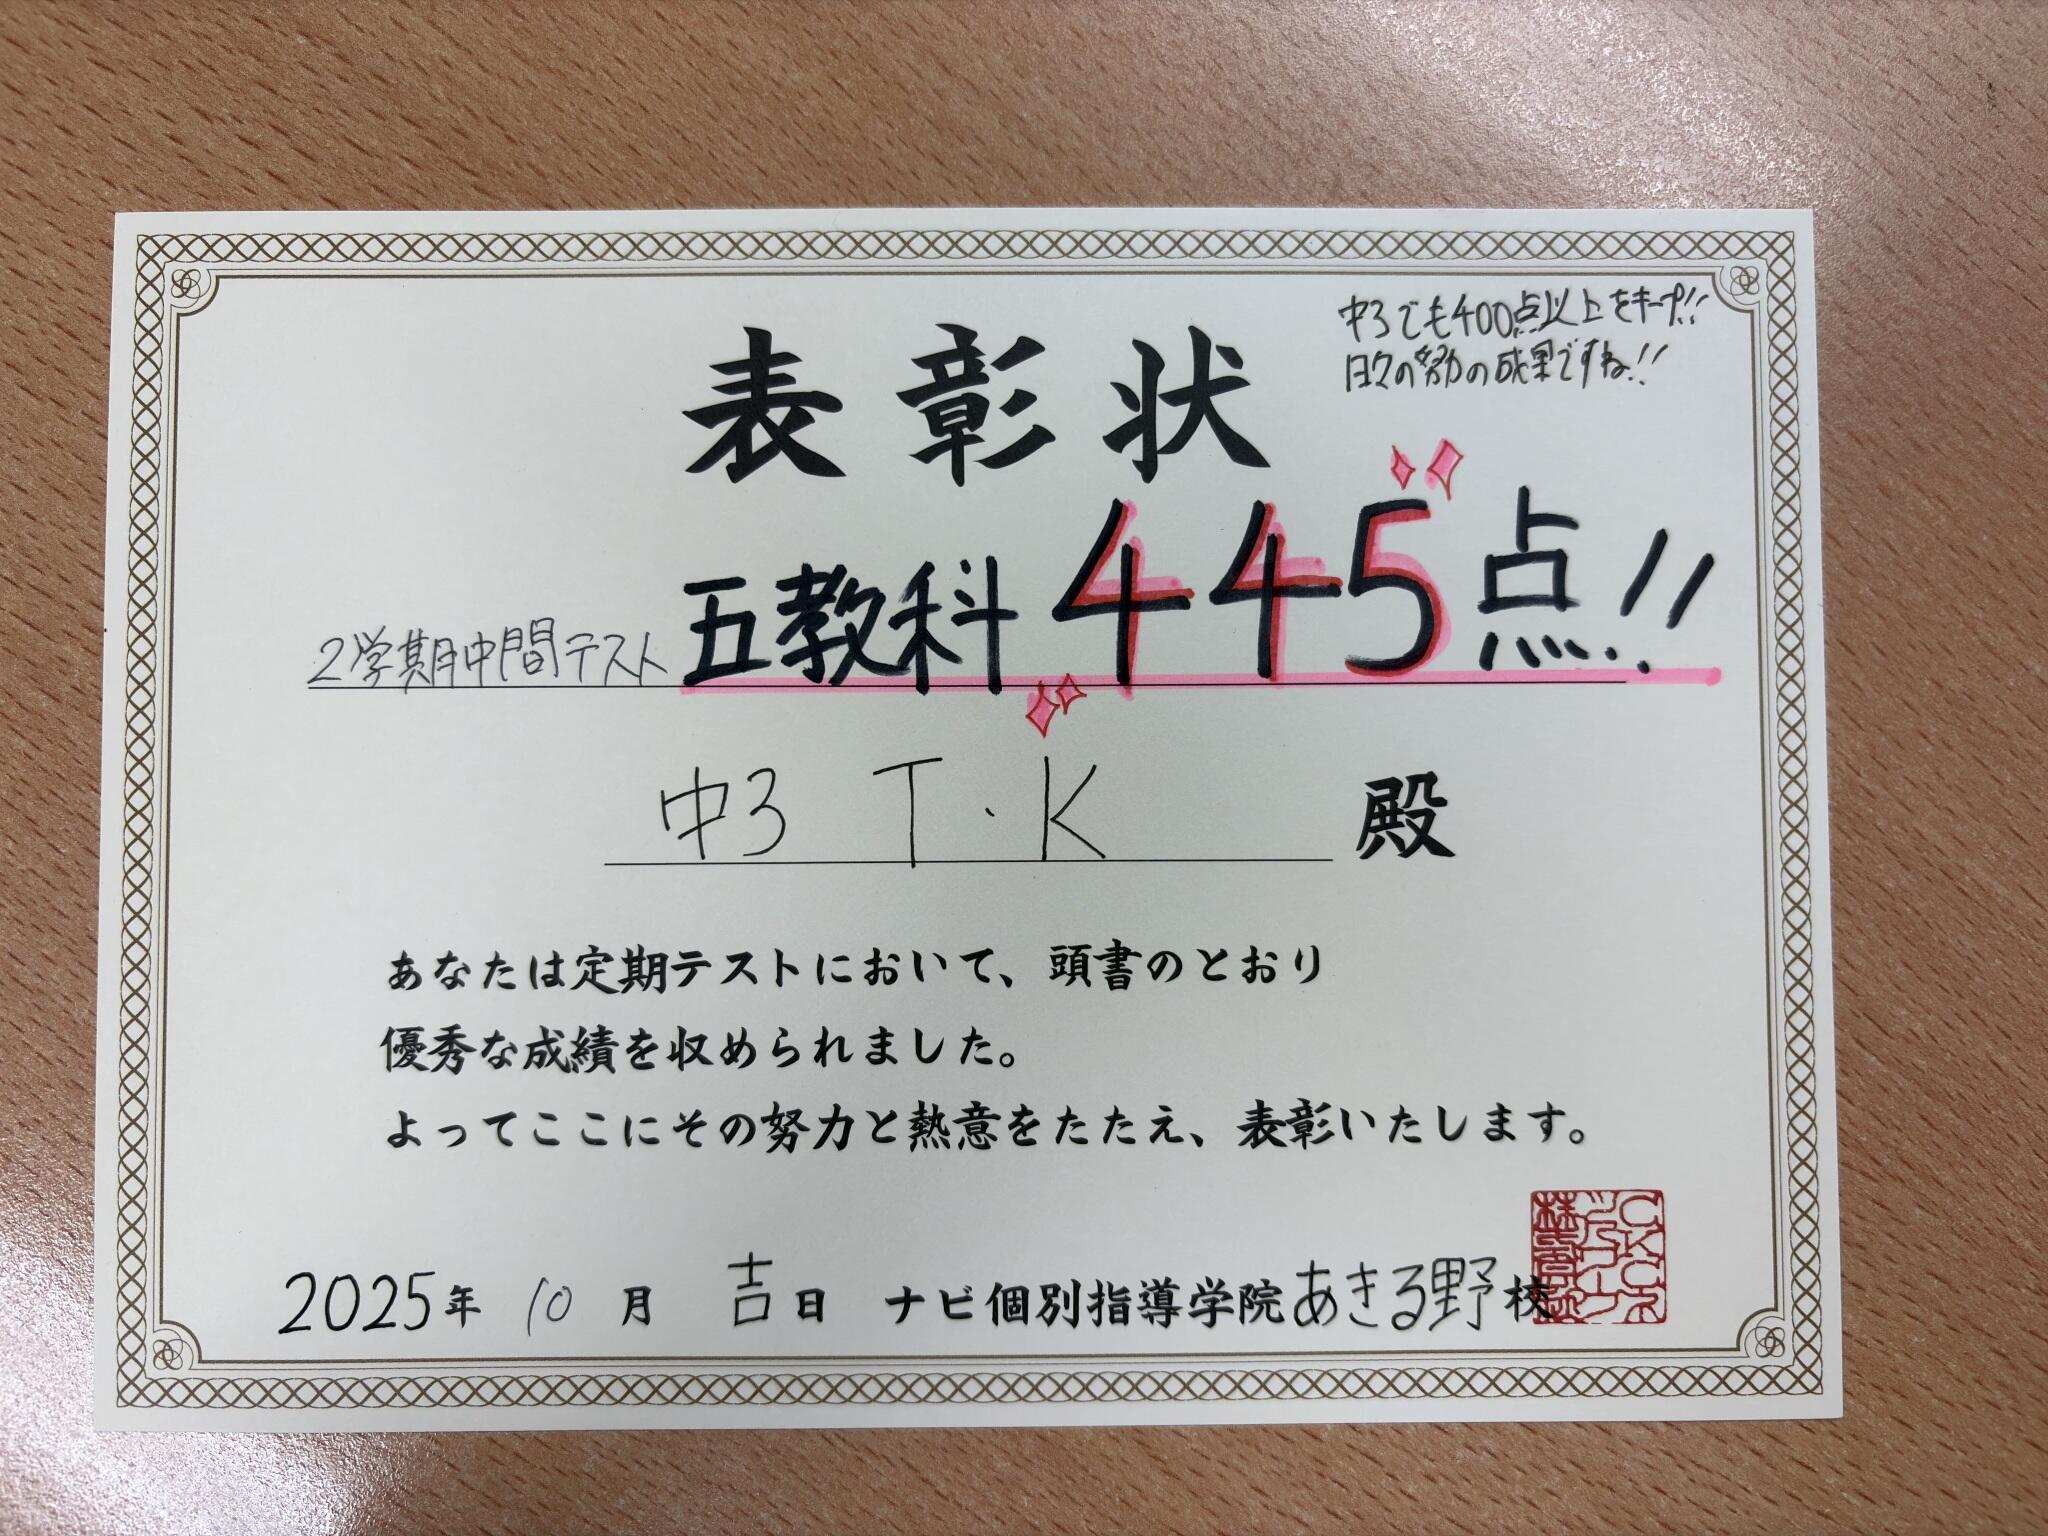 表彰状
中3でも400点以上をキープ!!
日々の努力の成果ですね!!
2学期中間テスト 五教科 445点!!
中3 T・K 殿
あなたは定期テストにおいて、頭書のとおり
優秀な成績を収められました。
よってここにその努力と熱意をたたえ、表彰いたします。
2025年 10月 吉日 ナビ個別指導学院あきる野校